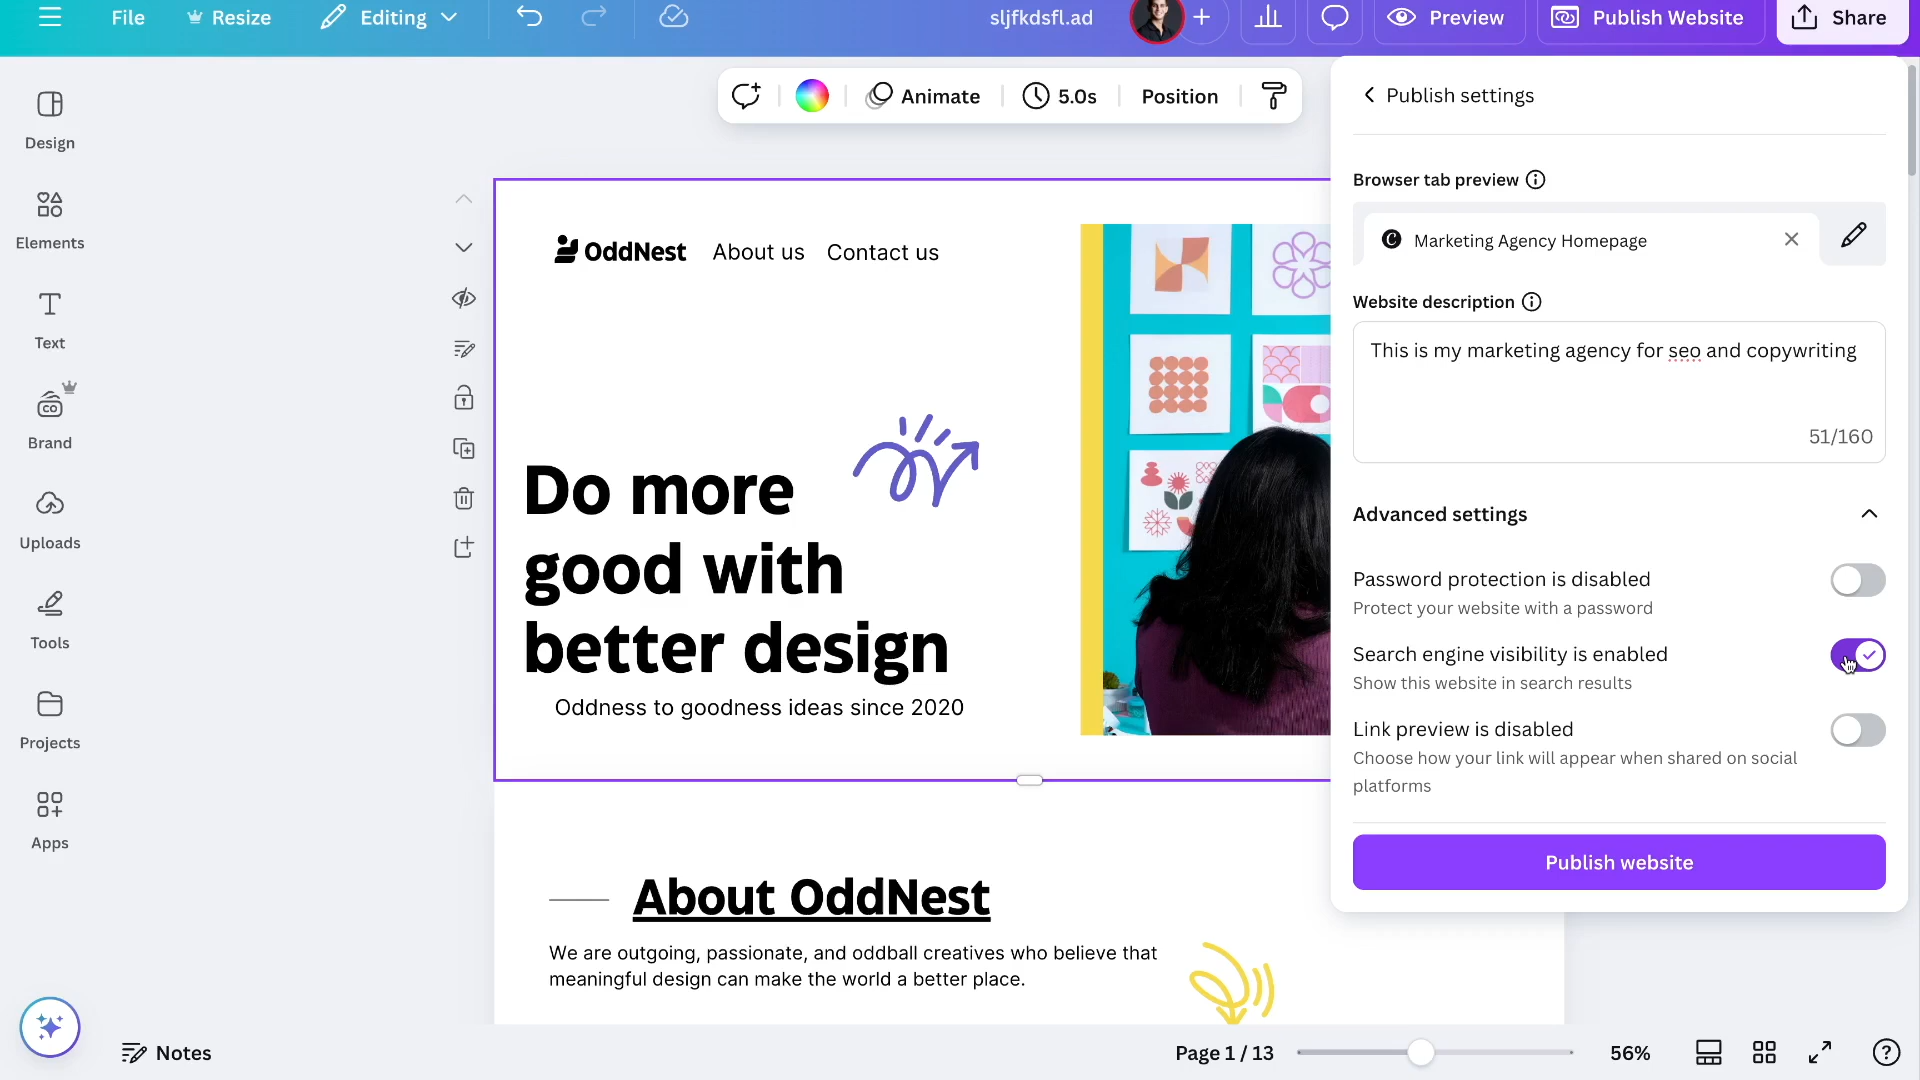 File
Resize
Editing
sljfkdsfl.ad
Preview
Publish Website
Share
Animate
5.0s
Position
Design
Elements
Text
Brand
Uploads
Tools
Projects
Apps
OddNest
About us
Contact us
Do more
good with
better design
Oddness to goodness ideas since 2020
About OddNest
We are outgoing, passionate, and oddball creatives who believe that
meaningful design can make the world a better place.
Publish settings
Browser tab preview
Marketing Agency Homepage
Website description
This is my marketing agency for seo and copywriting
51/160
Advanced settings
Password protection is disabled
Protect your website with a password
Search engine visibility is enabled
Show this website in search results
Link preview is disabled
Choose how your link will appear when shared on social
platforms
Publish website
Notes
Page 1 / 13
56%